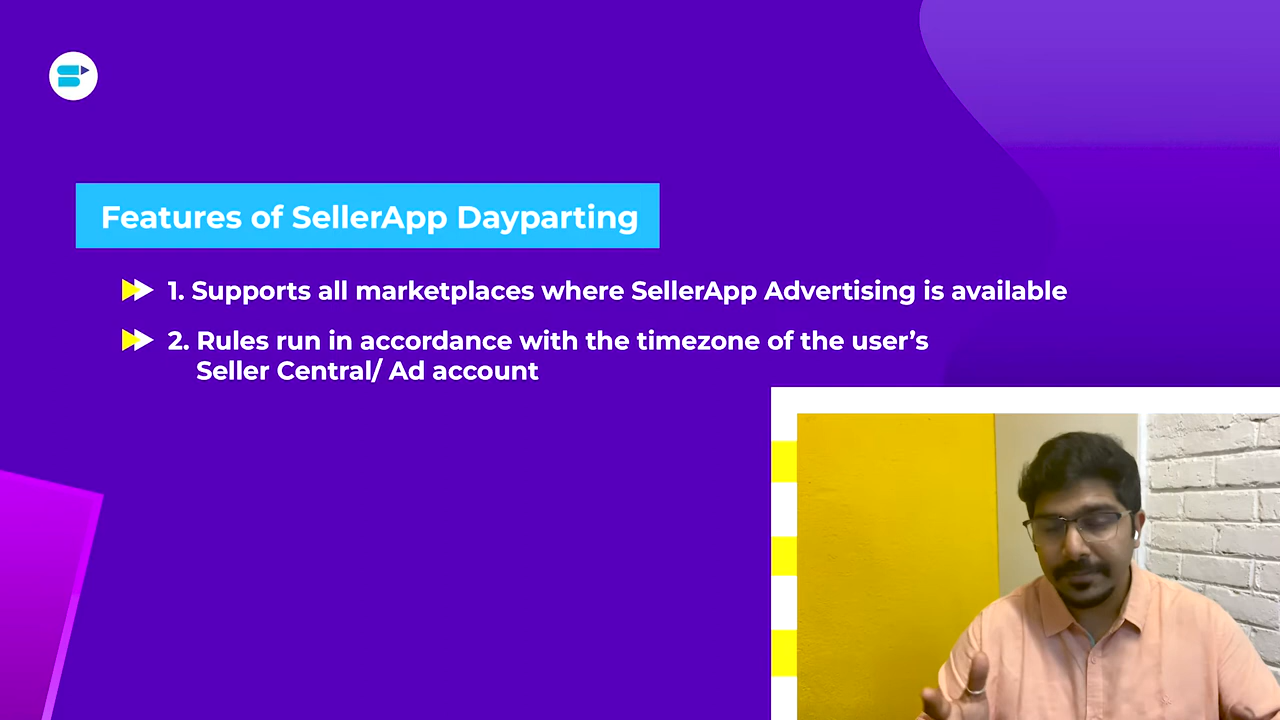 Features of SellerApp Dayparting
1. Supports all marketplaces where SellerApp Advertising is available
2. Rules run in accordance with the timezone of the user’s
Seller Central/ Ad account